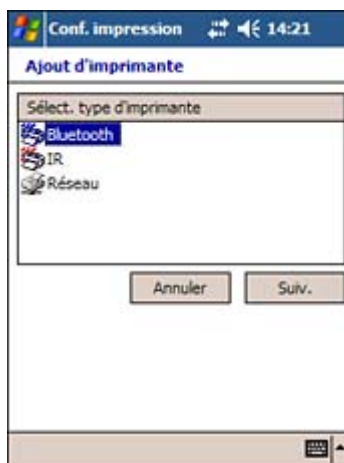 Conf. impression 14:21
Ajout d'imprimante
Sélect. type d'imprimante
Bluetooth
IR
Réseau
Annuler Suiv.